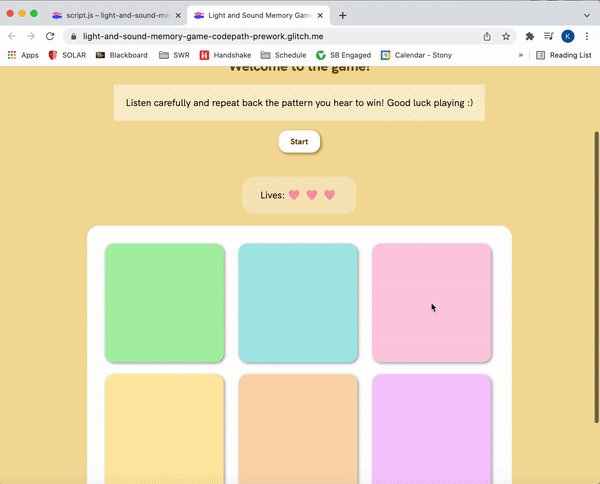 script.js – light-and-sound-me
Light and Sound Memory Gam
light-and-sound-memory-game-codepath-prework.glitch.me
K
Apps SOLAR Bb Blackboard SWR Handshake Schedule SB Engaged Calendar - Stony » Reading List
Welcome to the game!
Listen carefully and repeat back the pattern you hear to win! Good luck playing :)
Start
Lives: